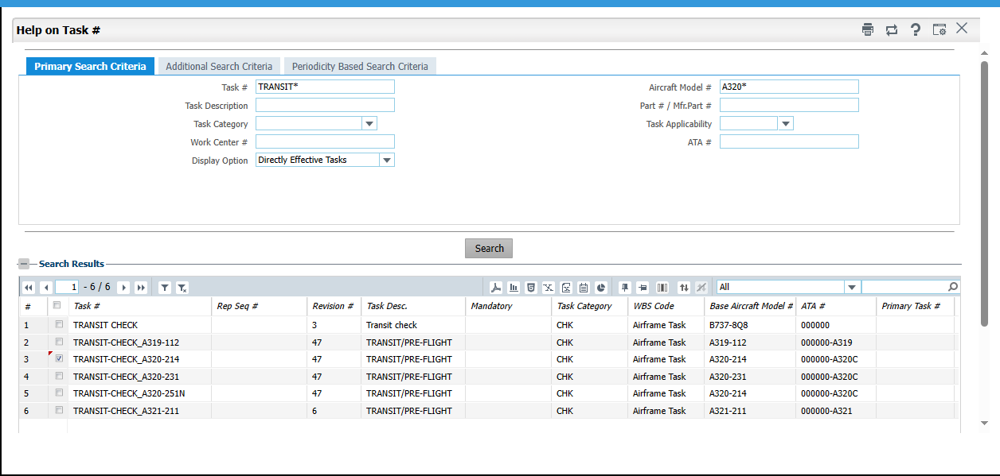 Help on Task #
Primary Search Criteria Additional Search Criteria Periodicity Based Search Criteria
Task # TRANSIT* Aircraft Model # A320*
Task Description Part # / Mfr.Part #
Task Category Task Applicability
Work Center # ATA #
Display Option Directly Effective Tasks
Search
Search Results
1 - 6 / 6 All
# Task # Rep Seq # Revision # Task Desc. Mandatory Task Category WBS Code Base Aircraft Model # ATA # Primary Task #
1 TRANSIT CHECK 3 Transit check CHK Airframe Task B737-8Q8 000000
2 TRANSIT-CHECK_A319-112 47 TRANSIT/PRE-FLIGHT CHK Airframe Task A319-112 000000-A319
3 TRANSIT-CHECK_A320-214 47 TRANSIT/PRE-FLIGHT CHK Airframe Task A320-214 000000-A320C
4 TRANSIT-CHECK_A320-231 47 TRANSIT/PRE-FLIGHT CHK Airframe Task A320-231 000000-A320C
5 TRANSIT-CHECK_A320-251N 47 TRANSIT/PRE-FLIGHT CHK Airframe Task A320-214 000000-A320C
6 TRANSIT-CHECK_A321-211 6 TRANSIT/PRE-FLIGHT CHK Airframe Task A321-211 000000-A321